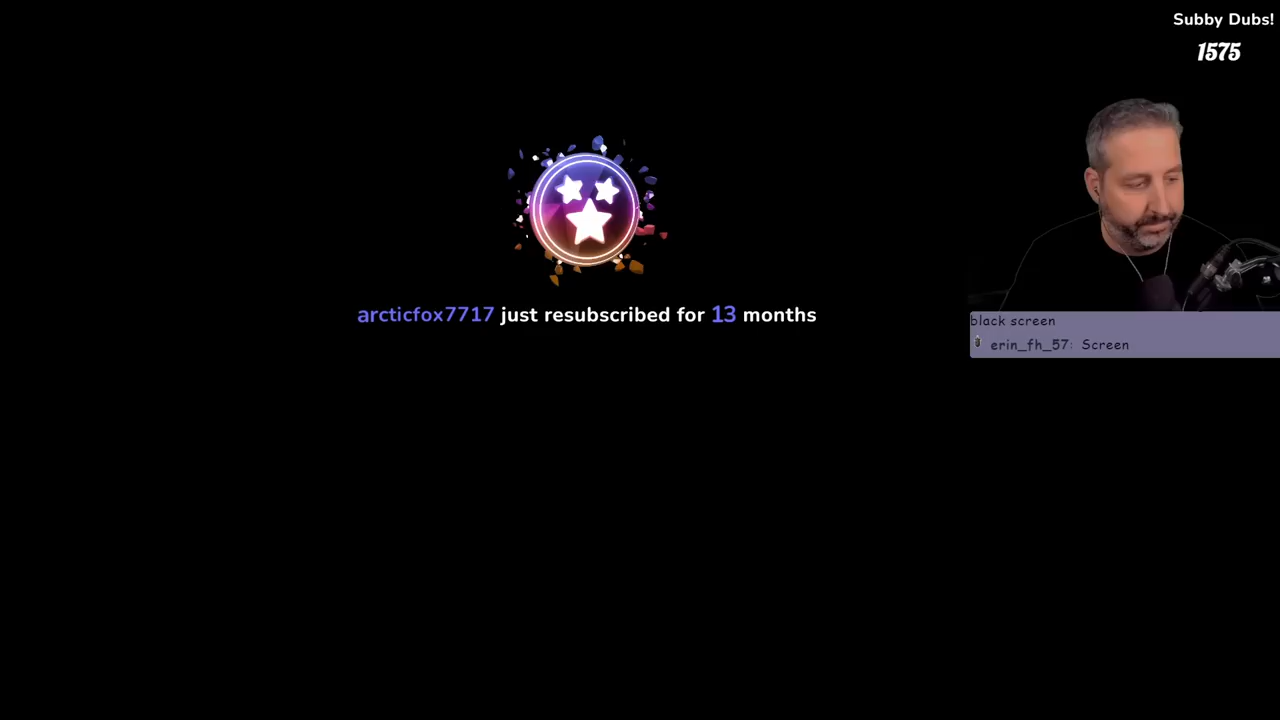 Subby Dubs!
1575
arcticfox7717 just resubscribed for 13 months
black screen
erin_fh_57: Screen